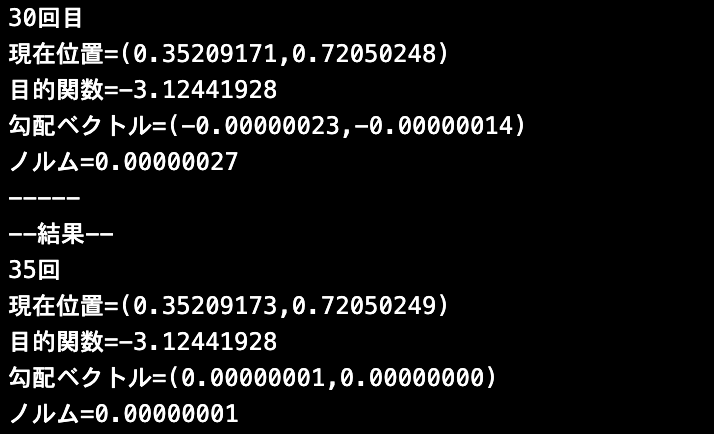 30回目
現在位置=(0.35209171,0.72050248)
目的関数=-3.12441928
勾配ベクトル=(-0.00000023,-0.00000014)
ノルム=0.00000027
-----
--結果--
35回
現在位置=(0.35209173,0.72050249)
目的関数=-3.12441928
勾配ベクトル=(0.00000001,0.00000000)
ノルム=0.00000001